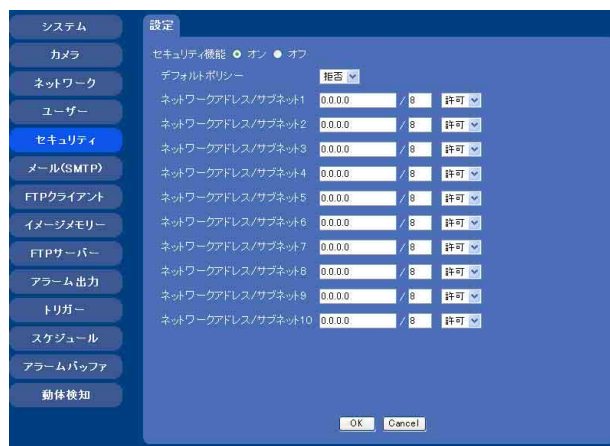 システム
カメラ
ネットワーク
ユーザー
セキュリティ
メール(SMTP)
FTPクライアント
イメージメモリー
FTPサーバー
アラーム出力
トリガー
スケジュール
アラームバッファ
動体検知
設定
セキュリティ機能 オン オフ
デフォルトポリシー 拒否
ネットワークアドレス/サブネット1 0.0.0.0 / 8 許可
ネットワークアドレス/サブネット2 0.0.0.0 / 8 許可
ネットワークアドレス/サブネット3 0.0.0.0 / 8 許可
ネットワークアドレス/サブネット4 0.0.0.0 / 8 許可
ネットワークアドレス/サブネット5 0.0.0.0 / 8 許可
ネットワークアドレス/サブネット6 0.0.0.0 / 8 許可
ネットワークアドレス/サブネット7 0.0.0.0 / 8 許可
ネットワークアドレス/サブネット8 0.0.0.0 / 8 許可
ネットワークアドレス/サブネット9 0.0.0.0 / 8 許可
ネットワークアドレス/サブネット10 0.0.0.0 / 8 許可
OK Cancel